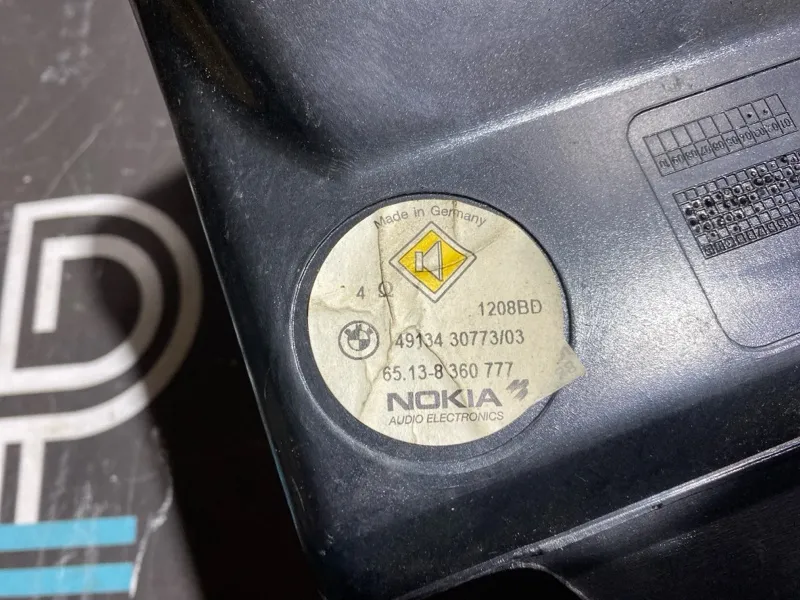 Made in Germany
4 Ω
1208BD
49134 30773/03
65.13-8 360 777
NOKIA
AUDIO ELECTRONICS